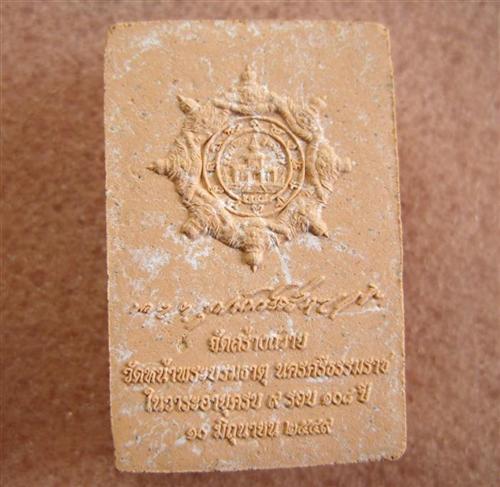 จัดสร้างถวาย
วัดหน้าพระบรมธาตุ นครศรีธรรมราช
ในวาระอายุครบ ๙ รอบ ๑๐๘ ปี
๑๐ มิถุนายน ๒๕๔๙